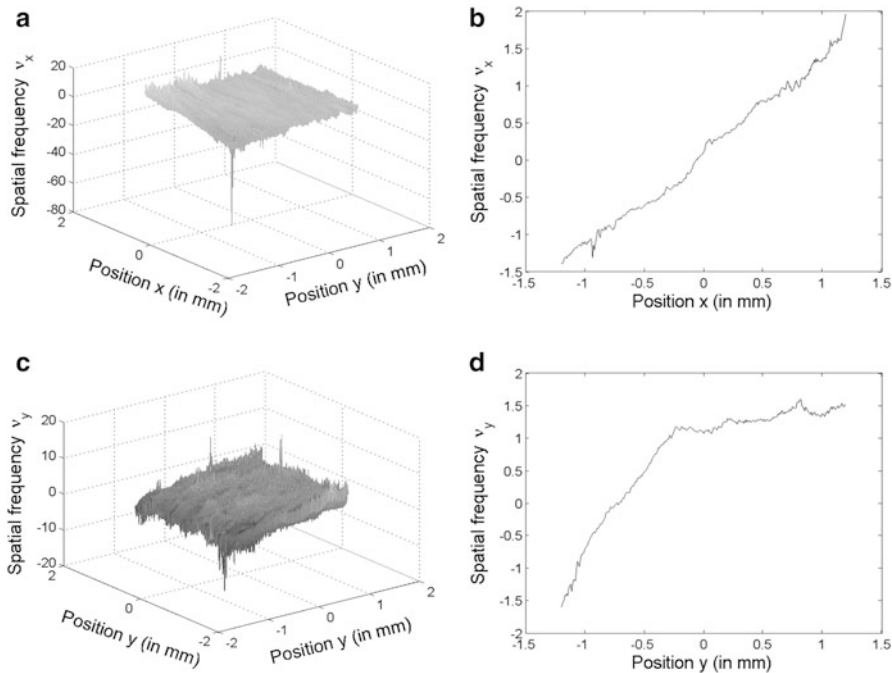 a
20
0
-20
-40
-60
-80
Spatial frequency νx
2
0
-2
Position x (in mm)
-2
-1
0
1
2
Position y (in mm)
b
2
1.5
1
0.5
0
-0.5
-1
-1.5
Spatial frequency νx
-1.5 -1 -0.5 0 0.5 1 1.5
Position x (in mm)
c
20
10
0
-10
-20
Spatial frequency νy
2
0
-2
Position y (in mm)
-2
-1
0
1
2
Position y (in mm)
d
2
1.5
1
0.5
0
-0.5
-1
-1.5
-2
Spatial frequency νy
-1.5 -1 -0.5 0 0.5 1 1.5
Position y (in mm)